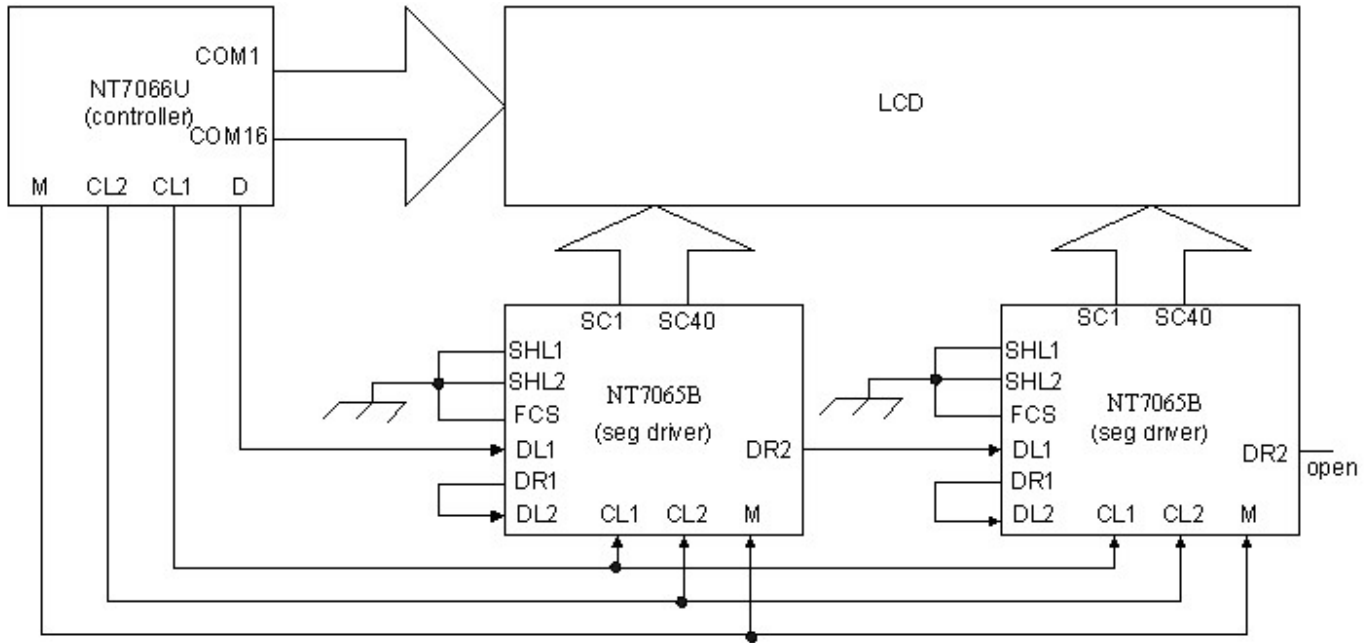 NT7066U
(controller)
COM1
COM16
M
CL2
CL1
D
LCD
SC1
SC40
SHL1
SHL2
FCS
DL1
DR1
DL2
NT7065B
(seg driver)
DR2
CL1
CL2
M
SC1
SC40
SHL1
SHL2
FCS
DL1
DR1
DL2
NT7065B
(seg driver)
DR2
open
CL1
CL2
M